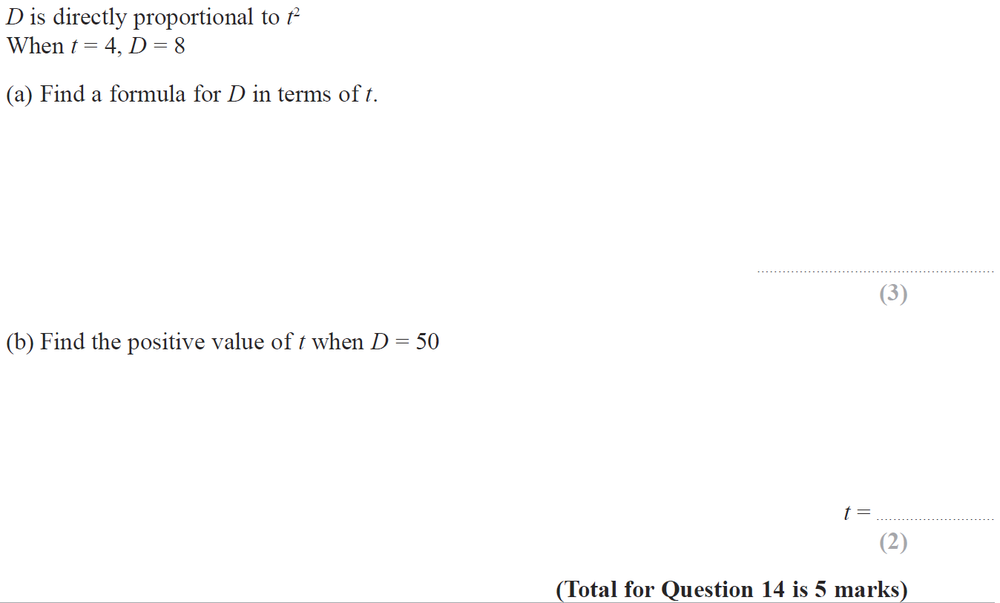 D is directly proportional to t²
When t = 4, D = 8
(a) Find a formula for D in terms of t.
(3)
(b) Find the positive value of t when D = 50
t =
(2)
(Total for Question 14 is 5 marks)